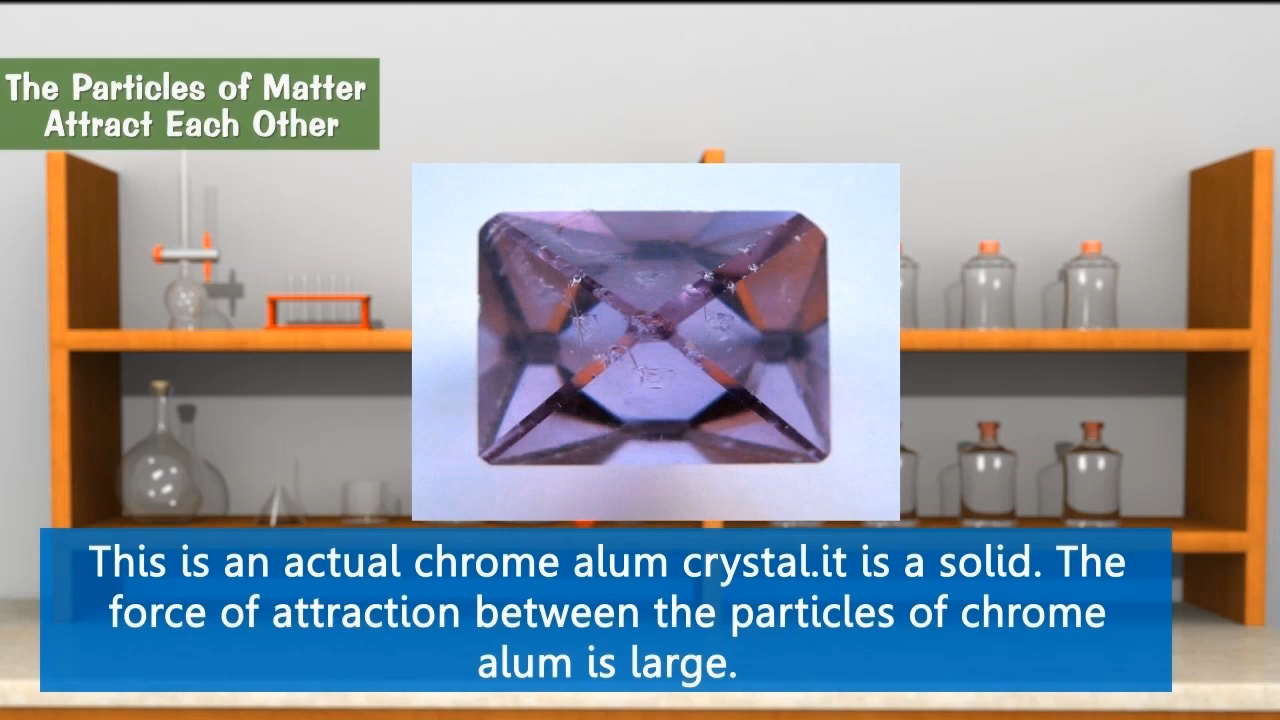 The Particles of Matter
Attract Each Other
This is an actual chrome alum crystal.it is a solid. The
force of attraction between the particles of chrome
alum is large.